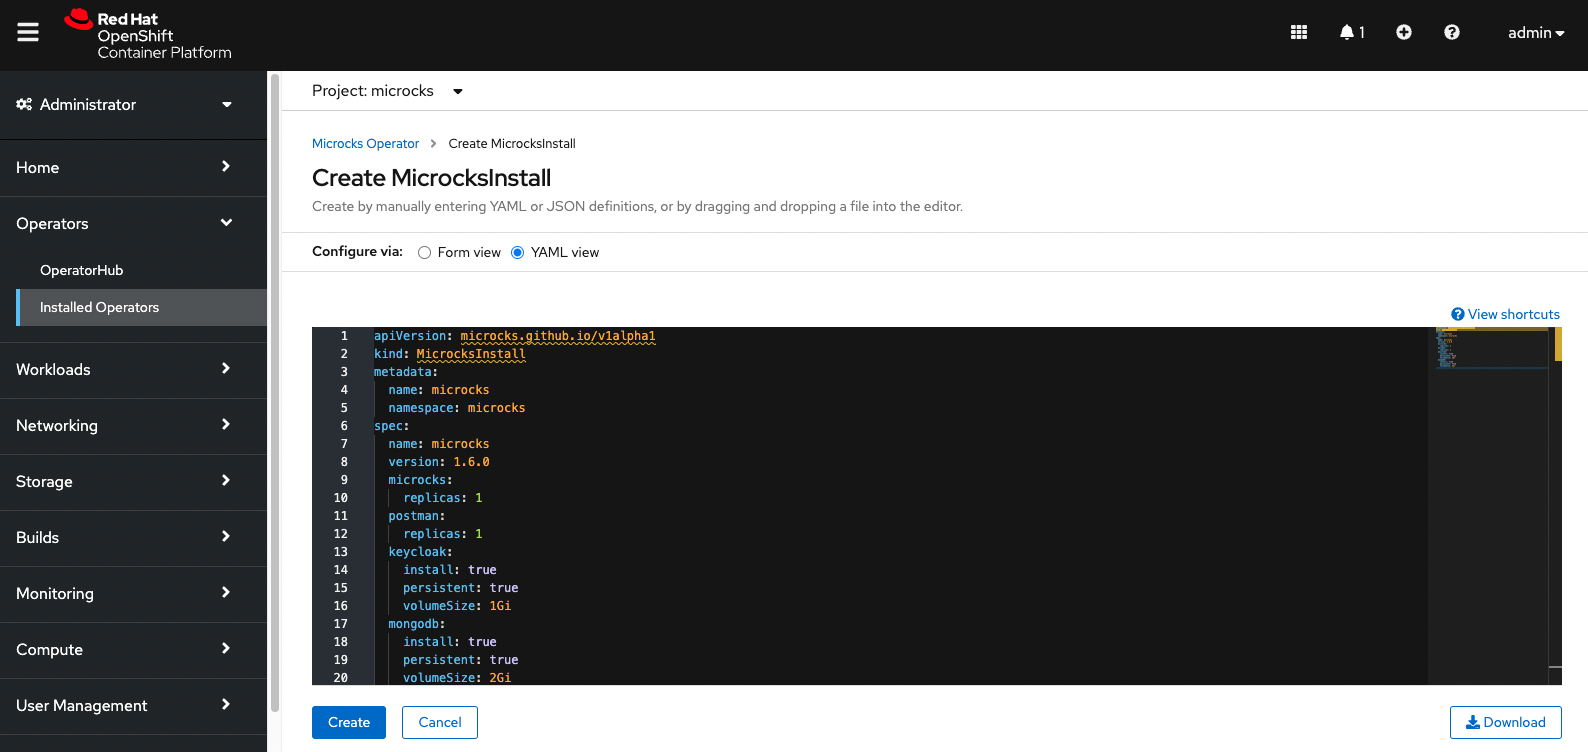 Red Hat
OpenShift
Container Platform
1
admin
Administrator
Home
Operators
OperatorHub
Installed Operators
Workloads
Networking
Storage
Builds
Monitoring
Compute
User Management
Project: microcks
Microcks Operator > Create MicrocksInstall
Create MicrocksInstall
Create by manually entering YAML or JSON definitions, or by dragging and dropping a file into the editor.
Configure via: Form view YAML view
View shortcuts
1 apiVersion: microcks.github.io/v1alpha1
2 kind: MicrocksInstall
3 metadata:
4   name: microcks
5   namespace: microcks
6 spec:
7   name: microcks
8   version: 1.6.0
9   microcks:
10     replicas: 1
11   postman:
12     replicas: 1
13   keycloak:
14     install: true
15     persistent: true
16     volumeSize: 1Gi
17   mongodb:
18     install: true
19     persistent: true
20     volumeSize: 2Gi
Create Cancel Download